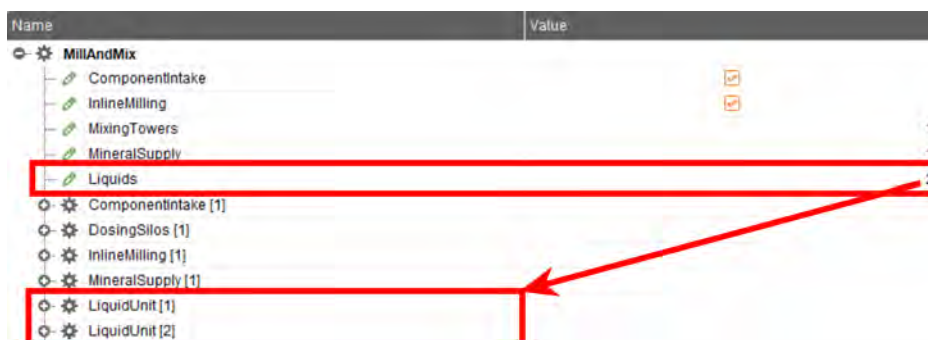 Name Value
MillAndMix
ComponentIntake
InlineMilling
MixingTowers
MineralSupply
Liquids
ComponentIntake [1]
DosingSilos [1]
InlineMilling [1]
MineralSupply [1]
LiquidUnit [1]
LiquidUnit [2]